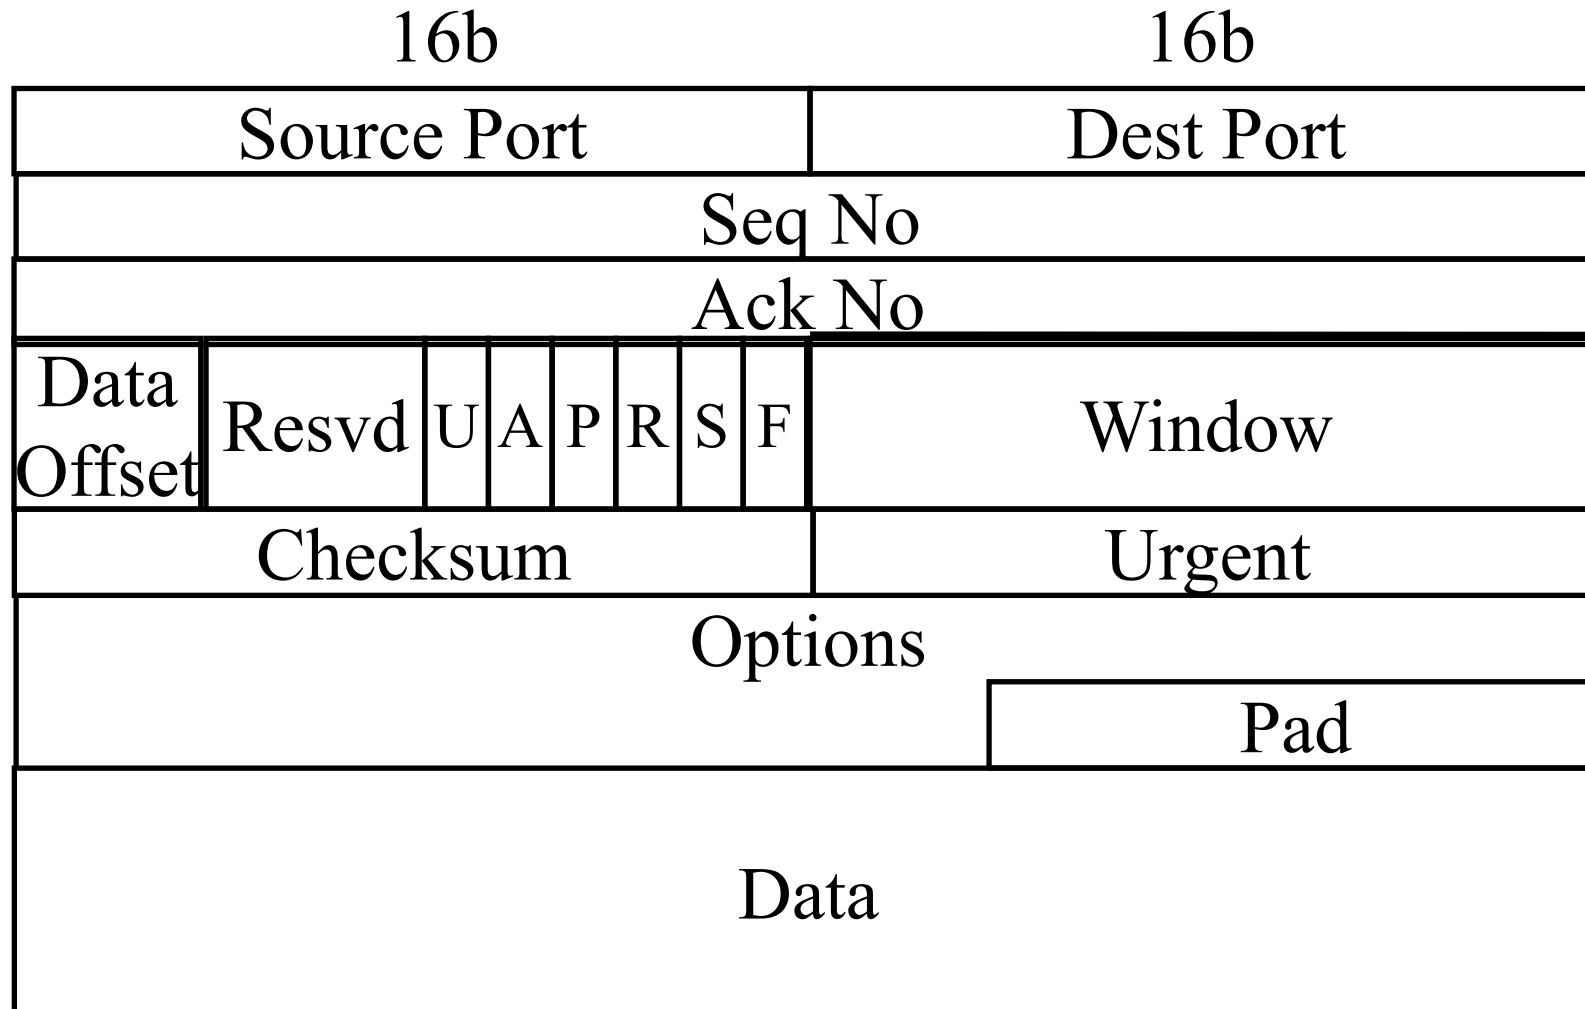 16b 16b
Source Port Dest Port
Seq No
Ack No
Data
Offset
Resvd U A P R S F Window
Checksum Urgent
Options
Pad
Data